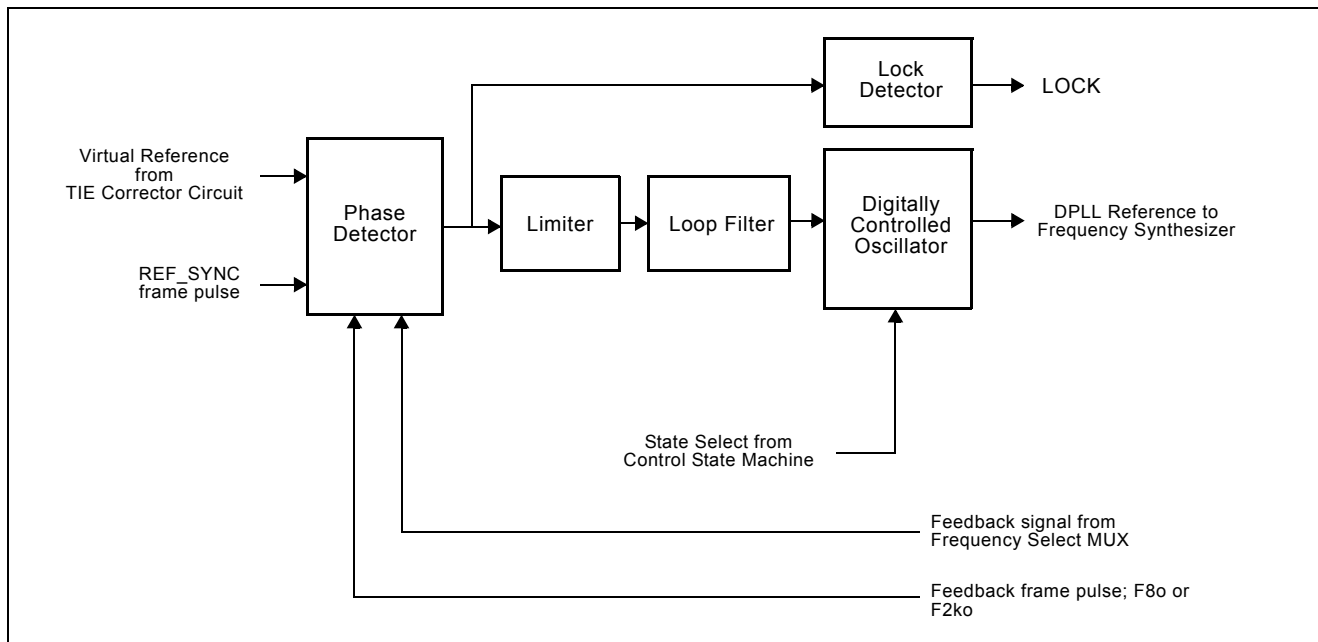 Lock
Detector
LOCK
Virtual Reference
from
TIE Corrector Circuit
Phase
Detector
Limiter
Loop Filter
Digitally
Controlled
Oscillator
DPLL Reference to
Frequency Synthesizer
REF_SYNC
frame pulse
State Select from
Control State Machine
Feedback signal from
Frequency Select MUX
Feedback frame pulse; F8o or
F2ko